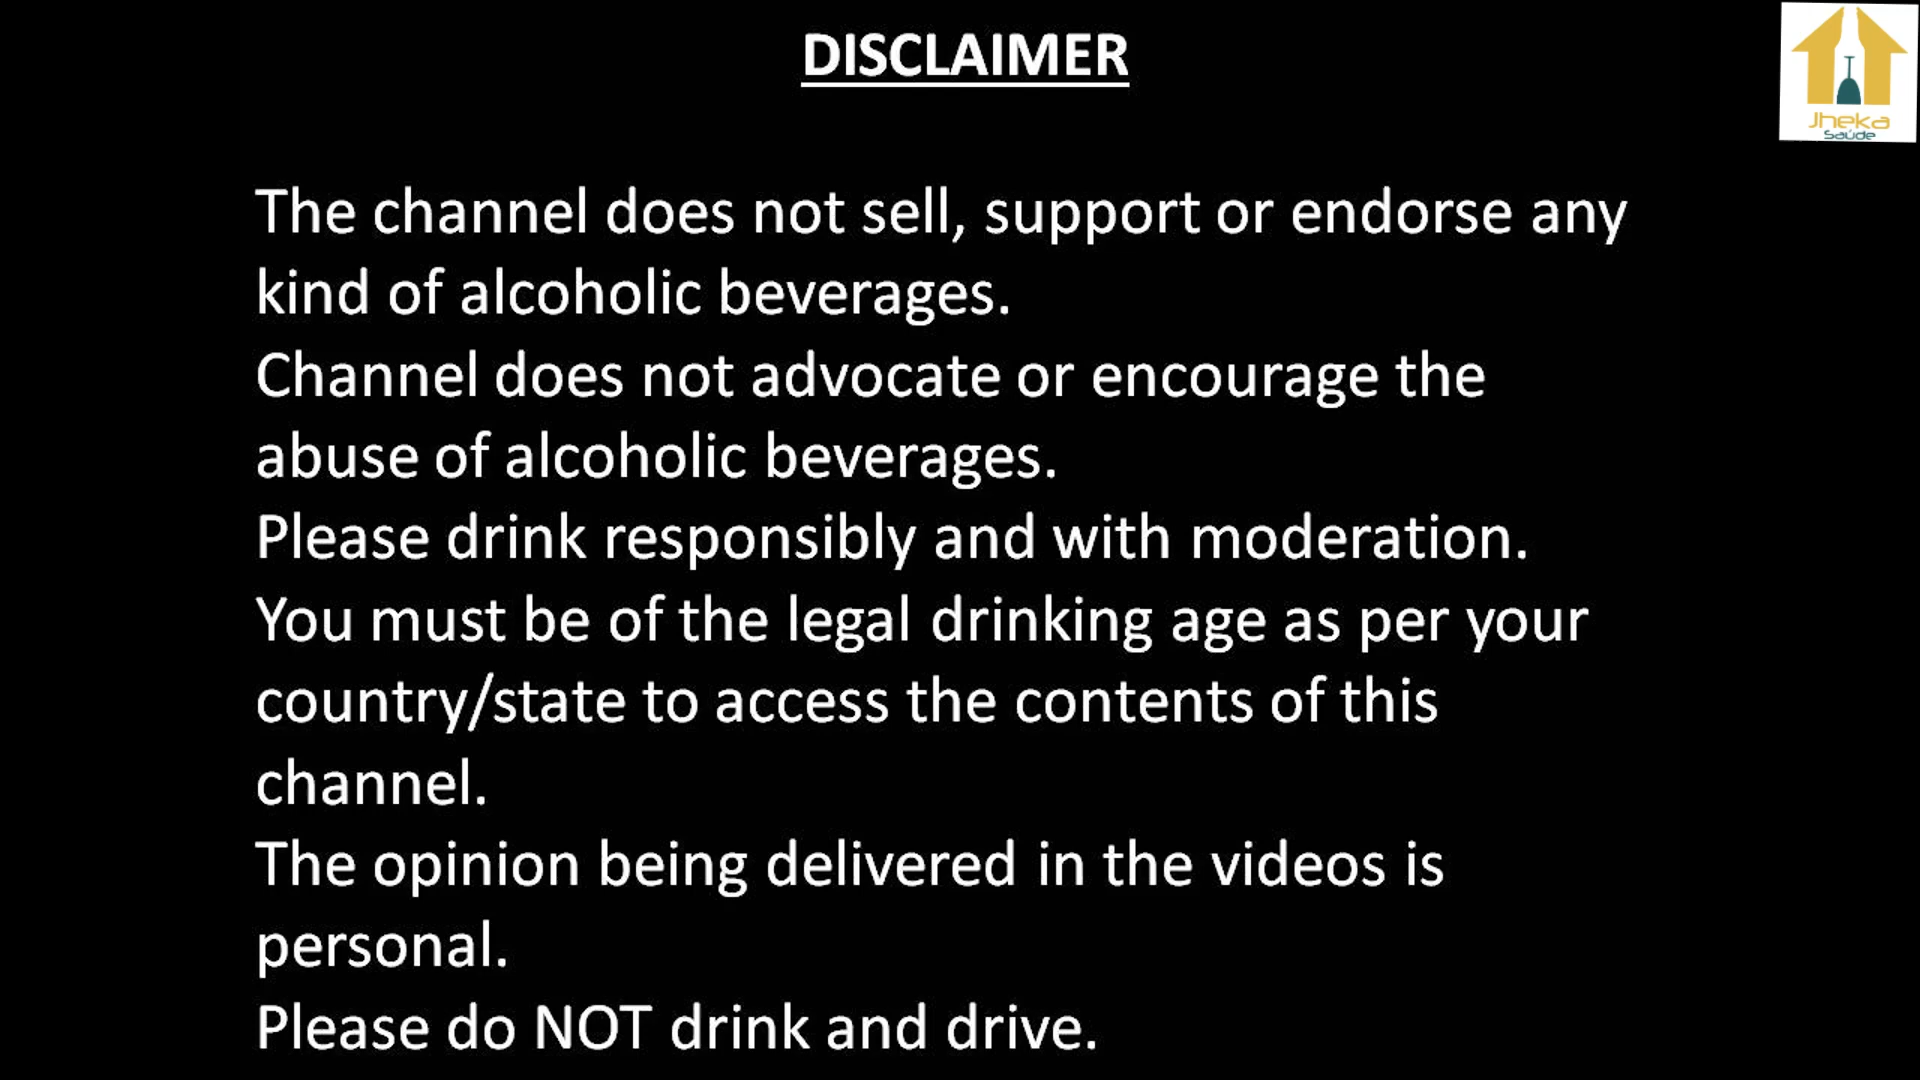 DISCLAIMER
Jheka
Saúde
The channel does not sell, support or endorse any
kind of alcoholic beverages.
Channel does not advocate or encourage the
abuse of alcoholic beverages.
Please drink responsibly and with moderation.
You must be of the legal drinking age as per your
country/state to access the contents of this
channel.
The opinion being delivered in the videos is
personal.
Please do NOT drink and drive.